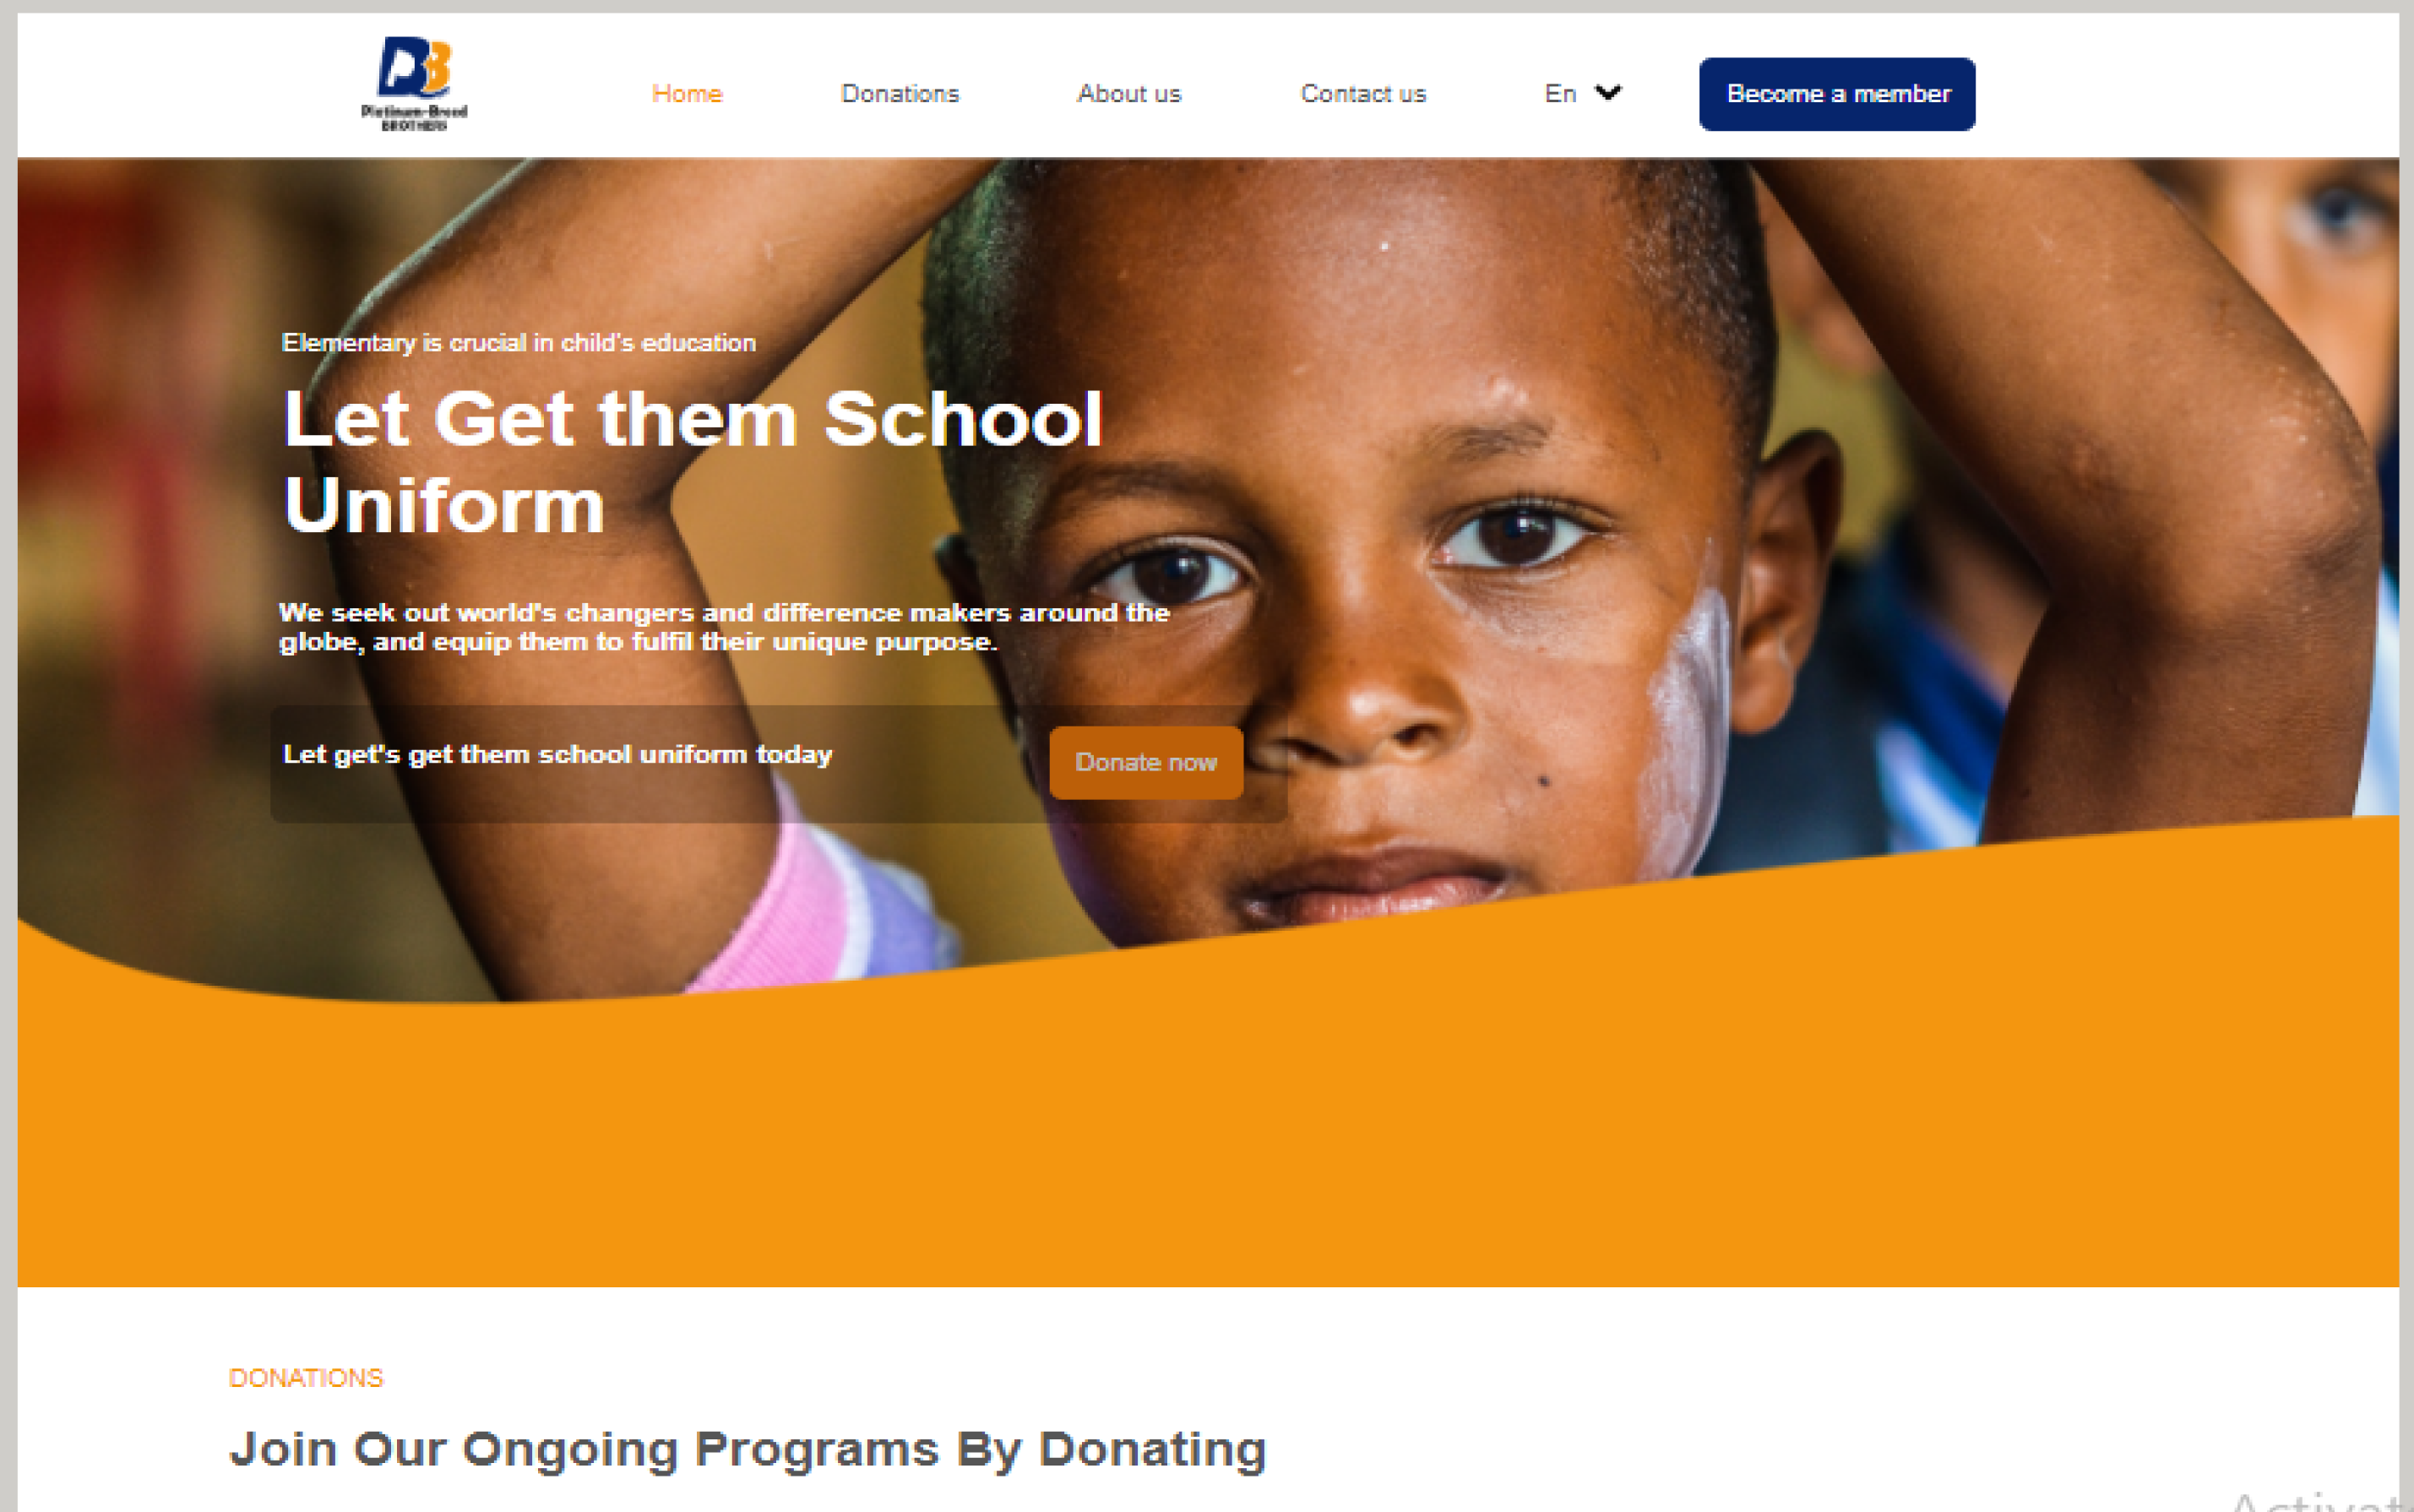 Platinum-Breed
BROTHERS
Home
Donations
About us
Contact us
En
Become a member
Elementary is crucial in child's education
Let Get them School
Uniform
We seek out world's changers and difference makers around the
globe, and equip them to fulfil their unique purpose.
Let get's get them school uniform today
Donate now
DONATIONS
Join Our Ongoing Programs By Donating